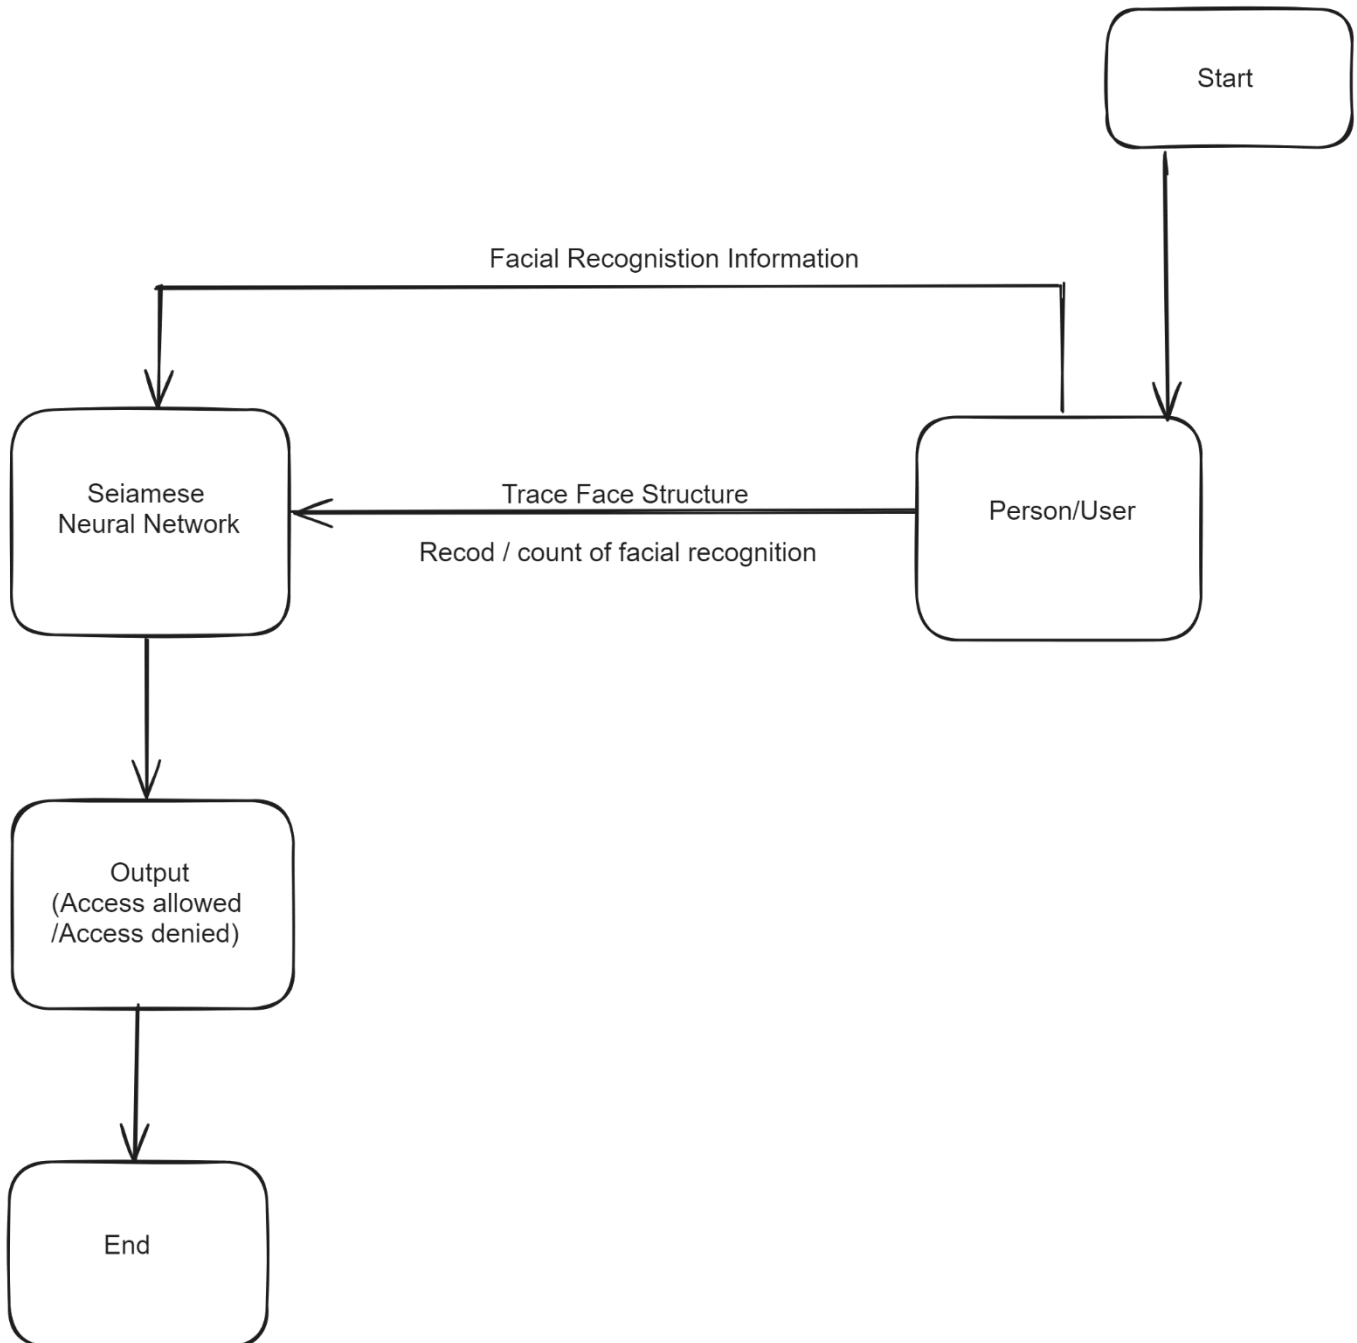 Start
Facial Recognistion Information
Seiamese
Neural Network
Trace Face Structure
Recod / count of facial recognition
Person/User
Output
(Access allowed
/Access denied)
End